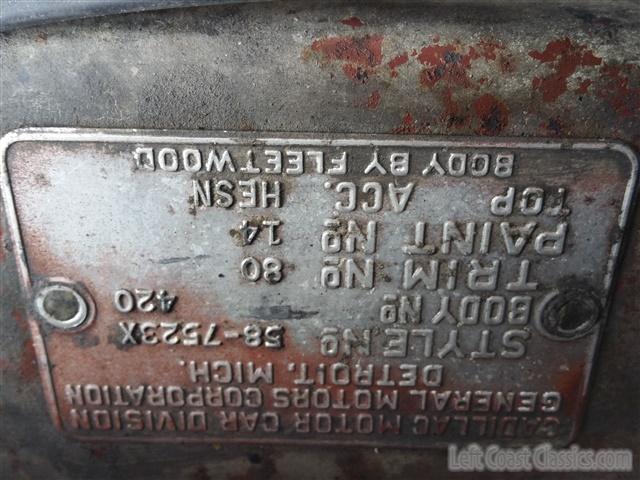 CADILLAC MOTOR CAR DIVISION
GENERAL MOTORS CORPORATION
DETROIT, MICH.
STYLE No 58-7523X
BODY No 420
TRIM No 80
PAINT No 14
TOP ACC. HESN
BODY BY FLEETWOOD
Left Coast Classics.com